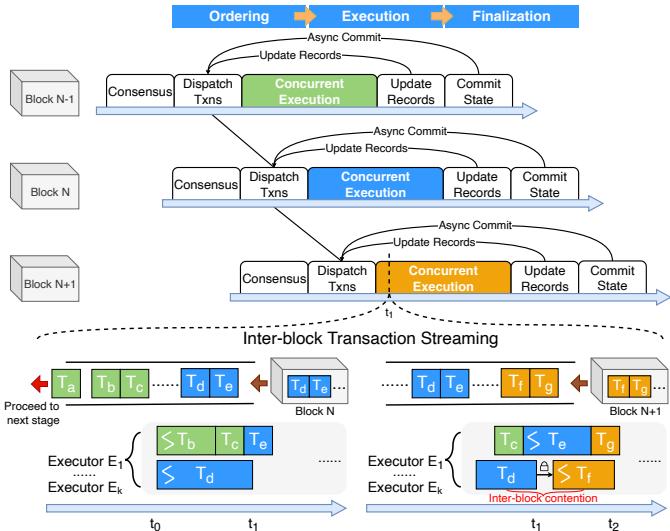 Ordering Execution Finalization
Async Commit
Update Records
Block N-1
Consensus
Dispatch
Txns
Concurrent
Execution
Update
Records
Commit
State
Async Commit
Update Records
Block N
Consensus
Dispatch
Txns
Concurrent
Execution
Update
Records
Commit
State
Async Commit
Update Records
Block N+1
Consensus
Dispatch
Txns
Concurrent
Execution
Update
Records
Commit
State
t1
Inter-block Transaction Streaming
Ta Tb Tc ...... Td Te
Td Te ...
Block N
Proceed to
next stage
Td Te ...... Tf Tg
Tf Tg ...
Block N+1
Executor E1
......
Executor Ek
Tb Tc Te
Td
......
t0 t1
Executor E1
......
Executor Ek
Tc Te Tg
Td Tf
......
Inter-block contention
t1 t2